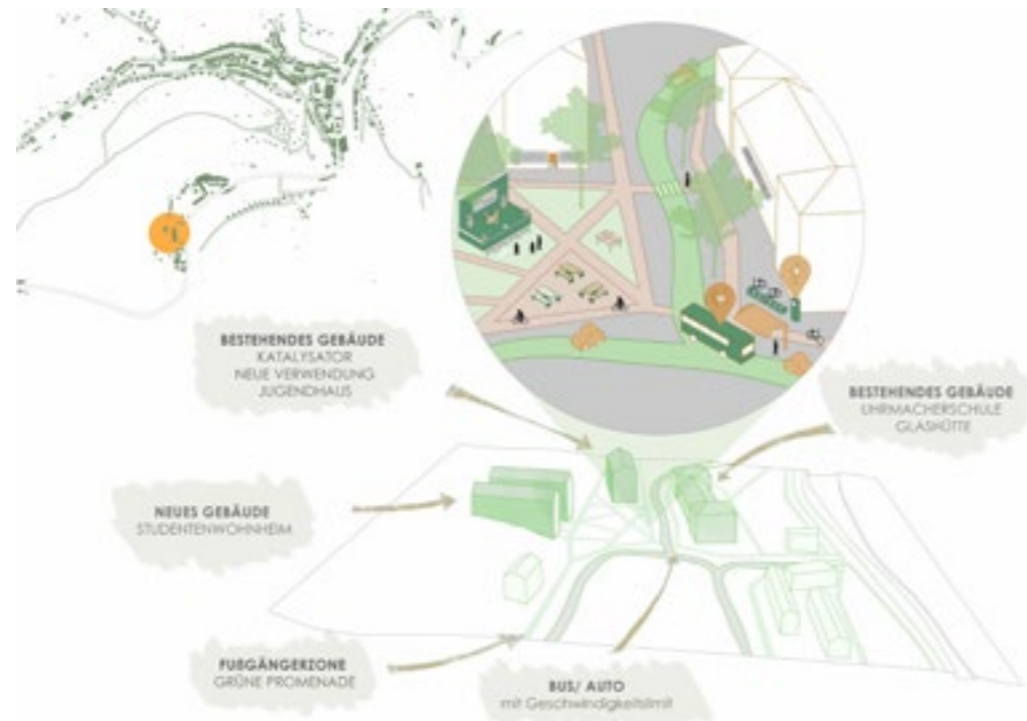 BESTEHENDES GEBÄUDE
KATALYSATOR
NEUE VERWENDUNG
JUGENDHAUS
BESTEHENDES GEBÄUDE
UHRMACHERSCHULE
GLASHÜTTE
NEUES GEBÄUDE
STUDENTENWOHNHEIM
FUßGÄNGERZONE
GRÜNE PROMENADE
BUS/ AUTO
mit Geschwindigkeitslimit